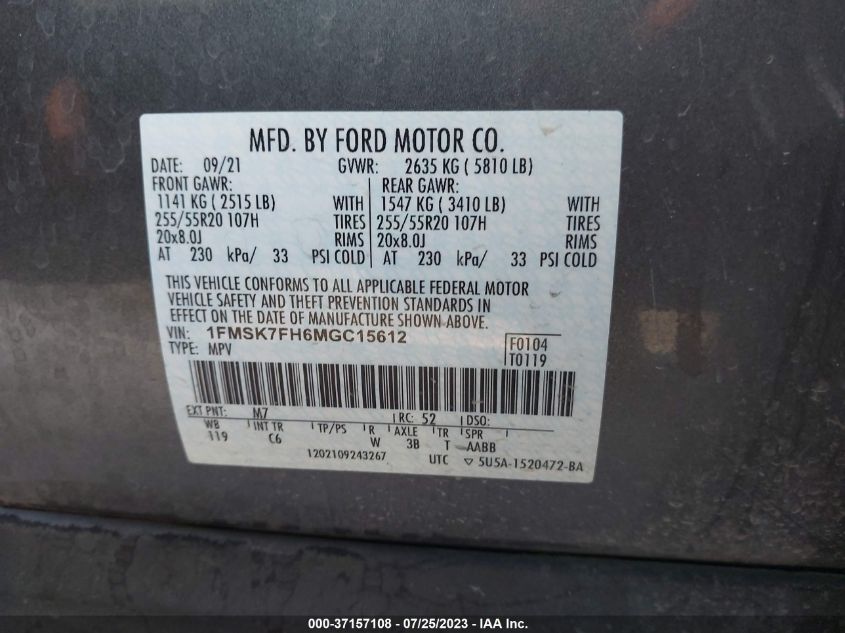 MFD. BY FORD MOTOR CO.
DATE: 09/21 GVWR: 2635 KG ( 5810 LB)
FRONT GAWR: REAR GAWR:
1141 KG ( 2515 LB) WITH 1547 KG ( 3410 LB) WITH
255/55R20 107H TIRES 255/55R20 107H TIRES
20x8.0J RIMS 20x8.0J RIMS
AT 230 kPa/ 33 PSI COLD AT 230 kPa/ 33 PSI COLD
THIS VEHICLE CONFORMS TO ALL APPLICABLE FEDERAL MOTOR
VEHICLE SAFETY AND THEFT PREVENTION STANDARDS IN
EFFECT ON THE DATE OF MANUFACTURE SHOWN ABOVE.
VIN: 1FMSK7FH6MGC15612 F0104
TYPE: MPV T0119
EXT PNT: M7 RC: 52 DSO:
WB INT TR TP/PS R AXLE TR SPR
119 C6 W 3B T AABB
1202109243267 UTC ▽ 5U5A-1520472-BA
000-37157108 - 07/25/2023 - IAA Inc.